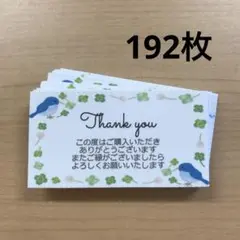 192枚
Thank you
この度はご購入いただき
ありがとうございます
またご縁がございましたら
よろしくお願いいたします